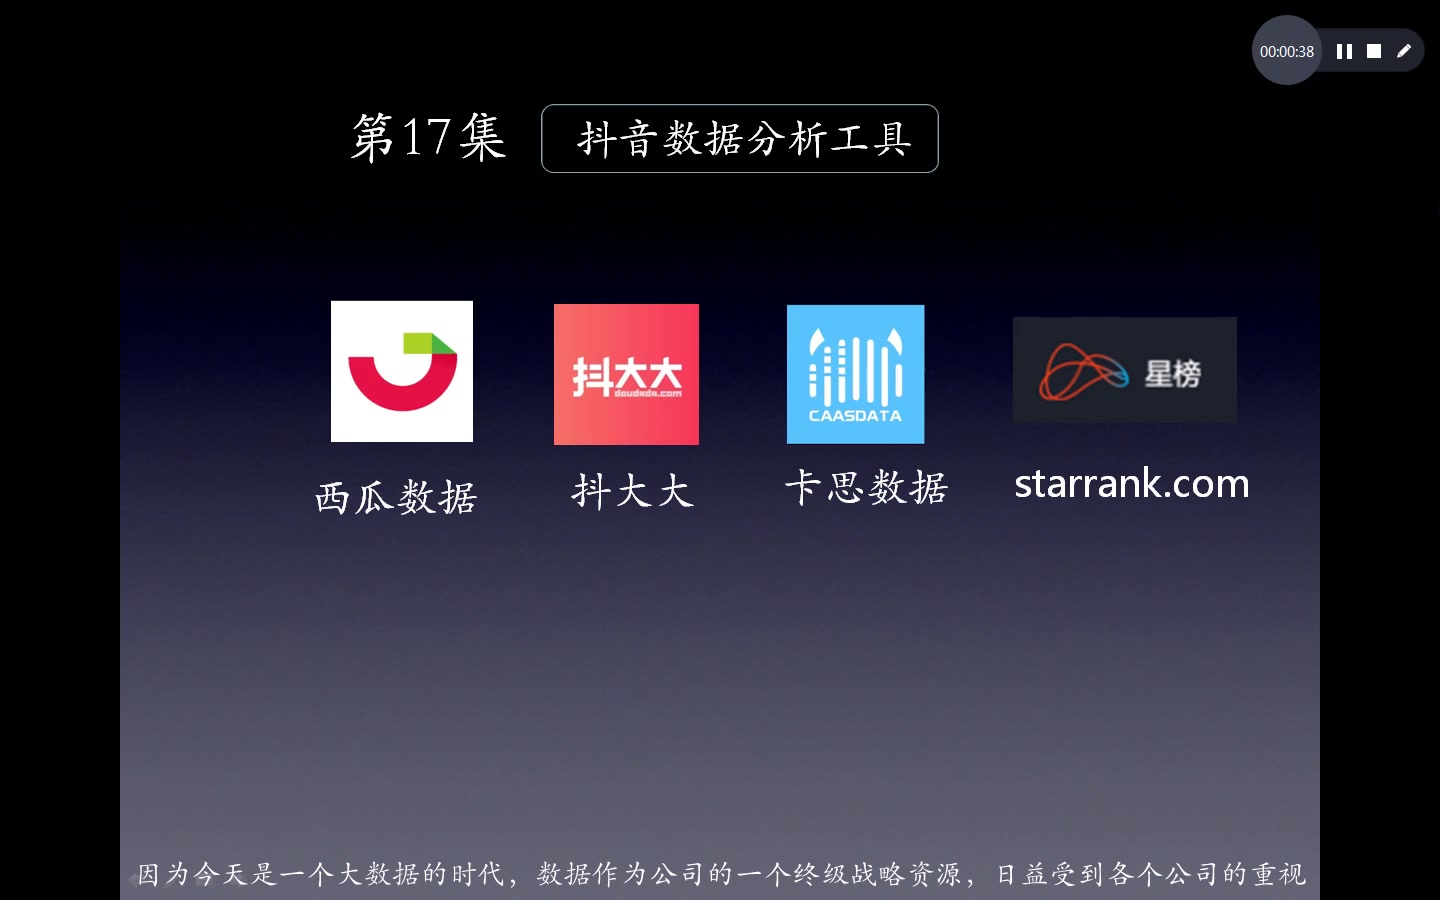 00:00:38
第17集 抖音数据分析工具
抖大大
doudada.com
CAASDATA
星榜
西瓜数据 抖大大 卡思数据 starrank.com
因为今天是一个大数据的时代，数据作为公司的一个终级战略资源，日益受到各个公司的重视